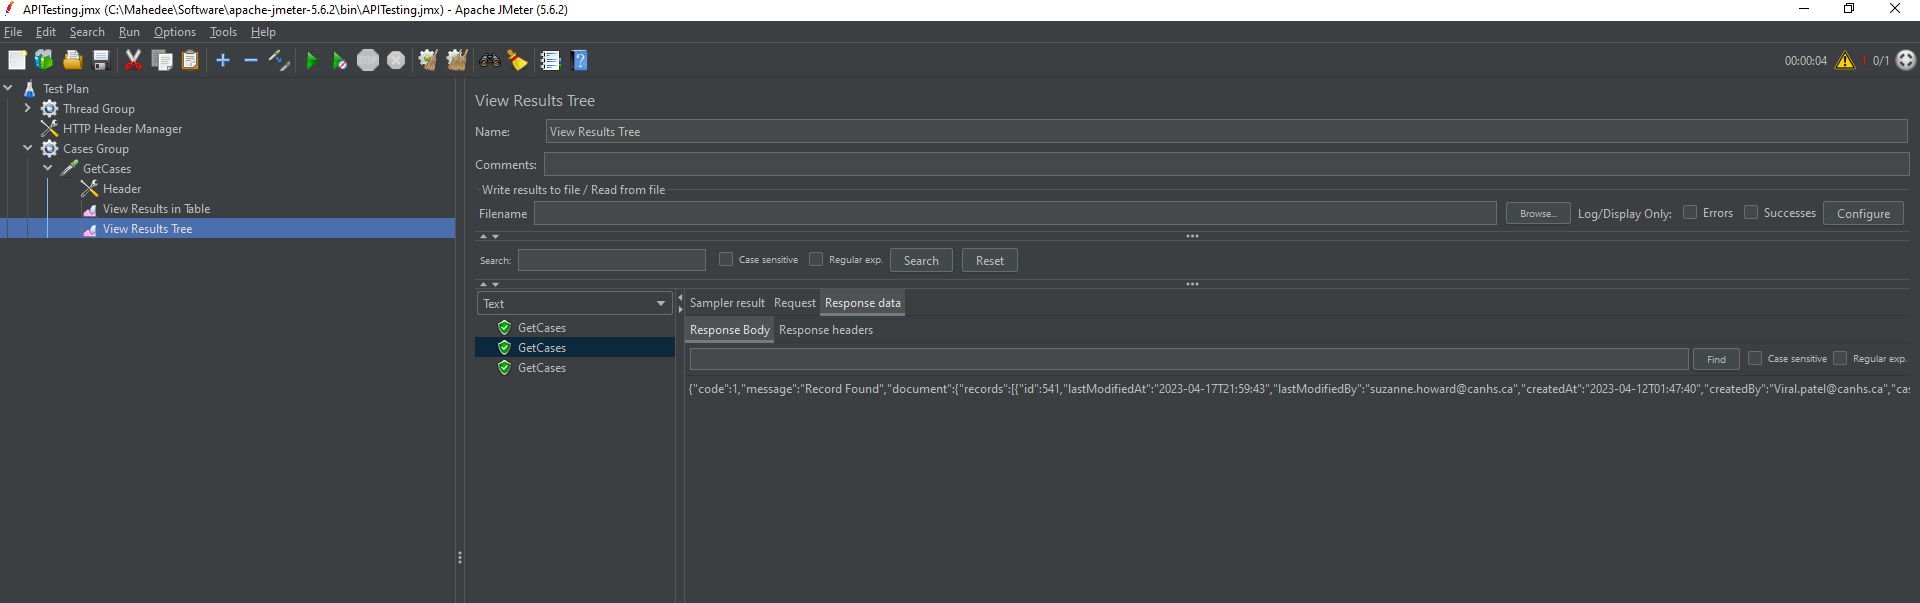 APITesting.jmx (C:\Mahedee\Software\apache-jmeter-5.6.2\bin\APITesting.jmx) - Apache JMeter (5.6.2)
File Edit Search Run Options Tools Help
00:00:04 0/1
Test Plan
Thread Group
HTTP Header Manager
Cases Group
GetCases
Header
View Results in Table
View Results Tree
View Results Tree
Name: View Results Tree
Comments:
Write results to file / Read from file
Filename Browse... Log/Display Only: Errors Successes Configure
Search: Case sensitive Regular exp. Search Reset
Text
GetCases
GetCases
GetCases
Sampler result Request Response data
Response Body Response headers
Find Case sensitive Regular exp.
{"code":1,"message":"Record Found","document":{"records":[[{"id":541,"lastModifiedAt":"2023-04-17T21:59:43","lastModifiedBy":"suzanne.howard@canhs.ca","createdAt":"2023-04-12T01:47:40","createdBy":"Viral.patel@canhs.ca","cas